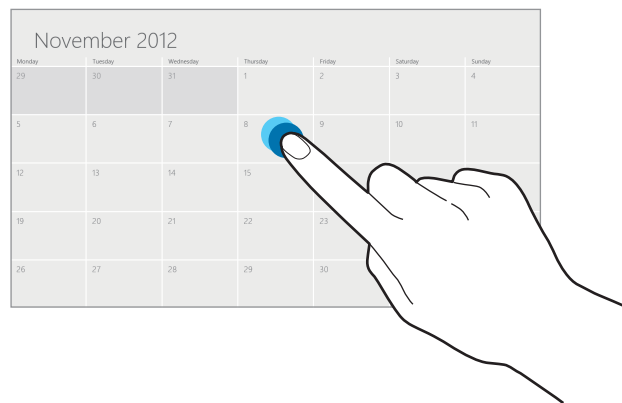 November 2012
Monday Tuesday Wednesday Thursday Friday Saturday Sunday
29 30 31 1 2 3 4
5 6 7 8 9 10 11
12 13 14 15
19 20 21 22 23
26 27 28 29 30